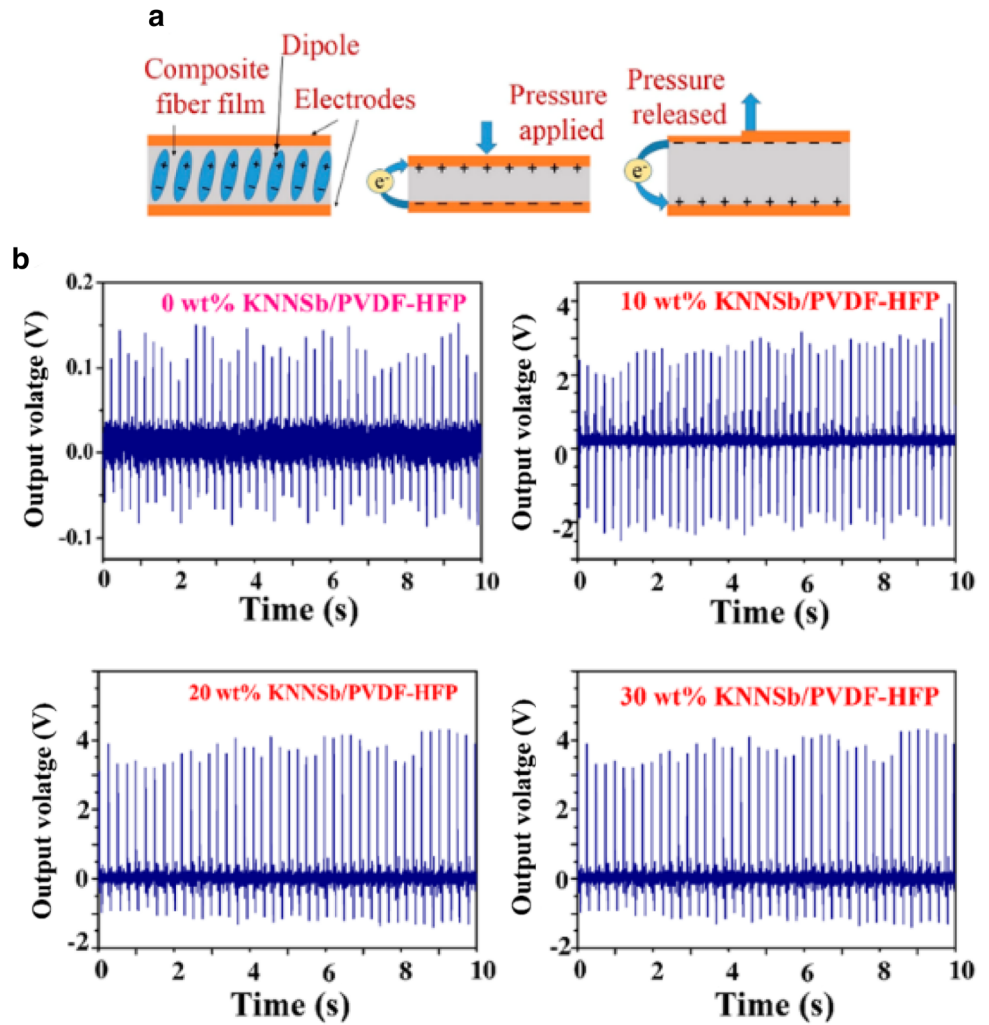 a
Dipole
Composite
fiber film
Electrodes
Pressure
applied
Pressure
released
+ + + + + + + +
- - - - - - - -
e-
+ + + + + + + +
- - - - - - - -
e-
- - - - - - - -
+ + + + + + + +
b
0 wt% KNNSb/PVDF-HFP
Output volatge (V)
0.2
0.1
0.0
-0.1
0 2 4 6 8 10
Time (s)
10 wt% KNNSb/PVDF-HFP
Output volatge (V)
4
2
0
-2
0 2 4 6 8 10
Time (s)
20 wt% KNNSb/PVDF-HFP
Output volatge (V)
4
2
0
-2
0 2 4 6 8 10
Time (s)
30 wt% KNNSb/PVDF-HFP
Output volatge (V)
4
2
0
-2
0 2 4 6 8 10
Time (s)